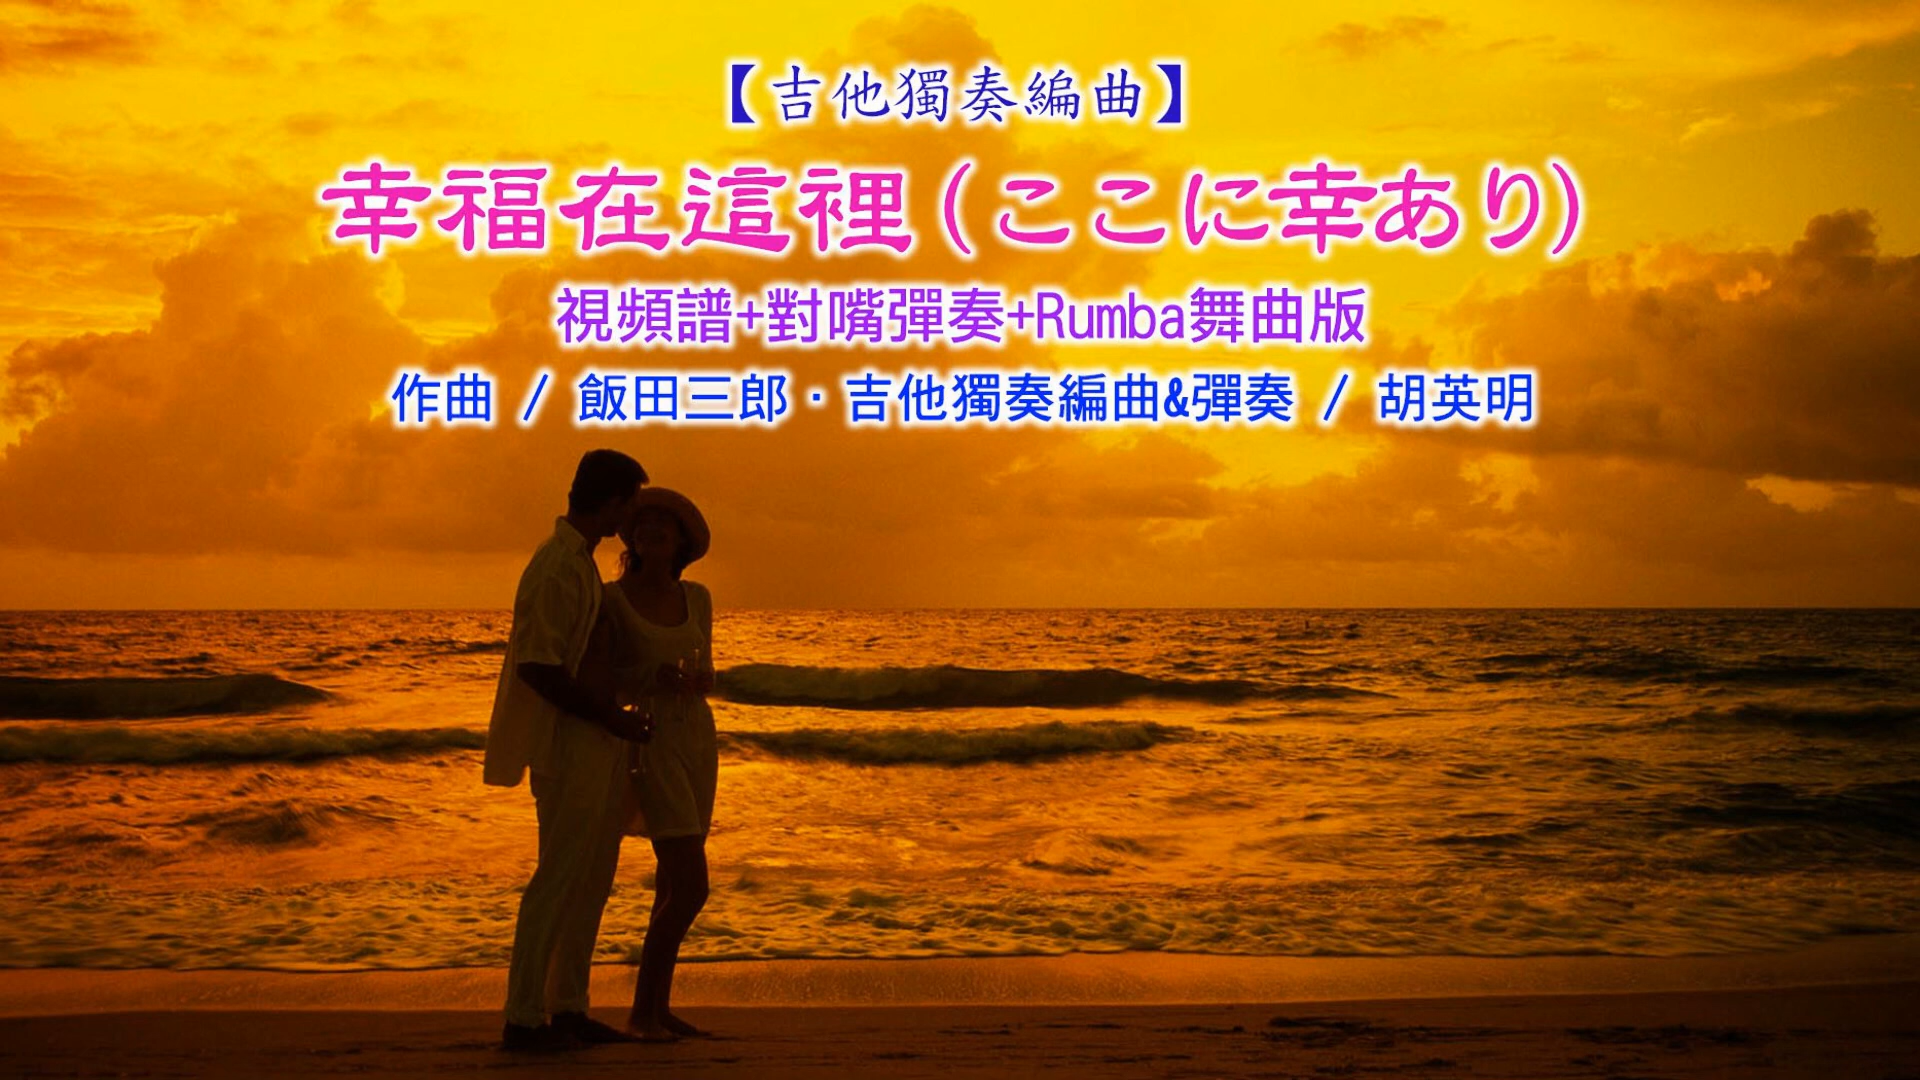 【吉他獨奏編曲】
幸福在這裡(ここに幸あり)
視頻譜+對嘴彈奏+Rumba舞曲版
作曲 / 飯田三郎・吉他獨奏編曲&彈奏 / 胡英明